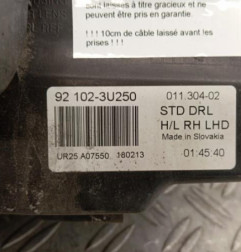 sont laissés à titre gracieux et ne
peuvent être pris en garantie.
!!! 10cm de câble laissé avant les
prises !!!
92 102-3U250
011.304-02
STD DRL
H/L RH LHD
Made in Slovakia
UR25 A07550 160213
01:45:40